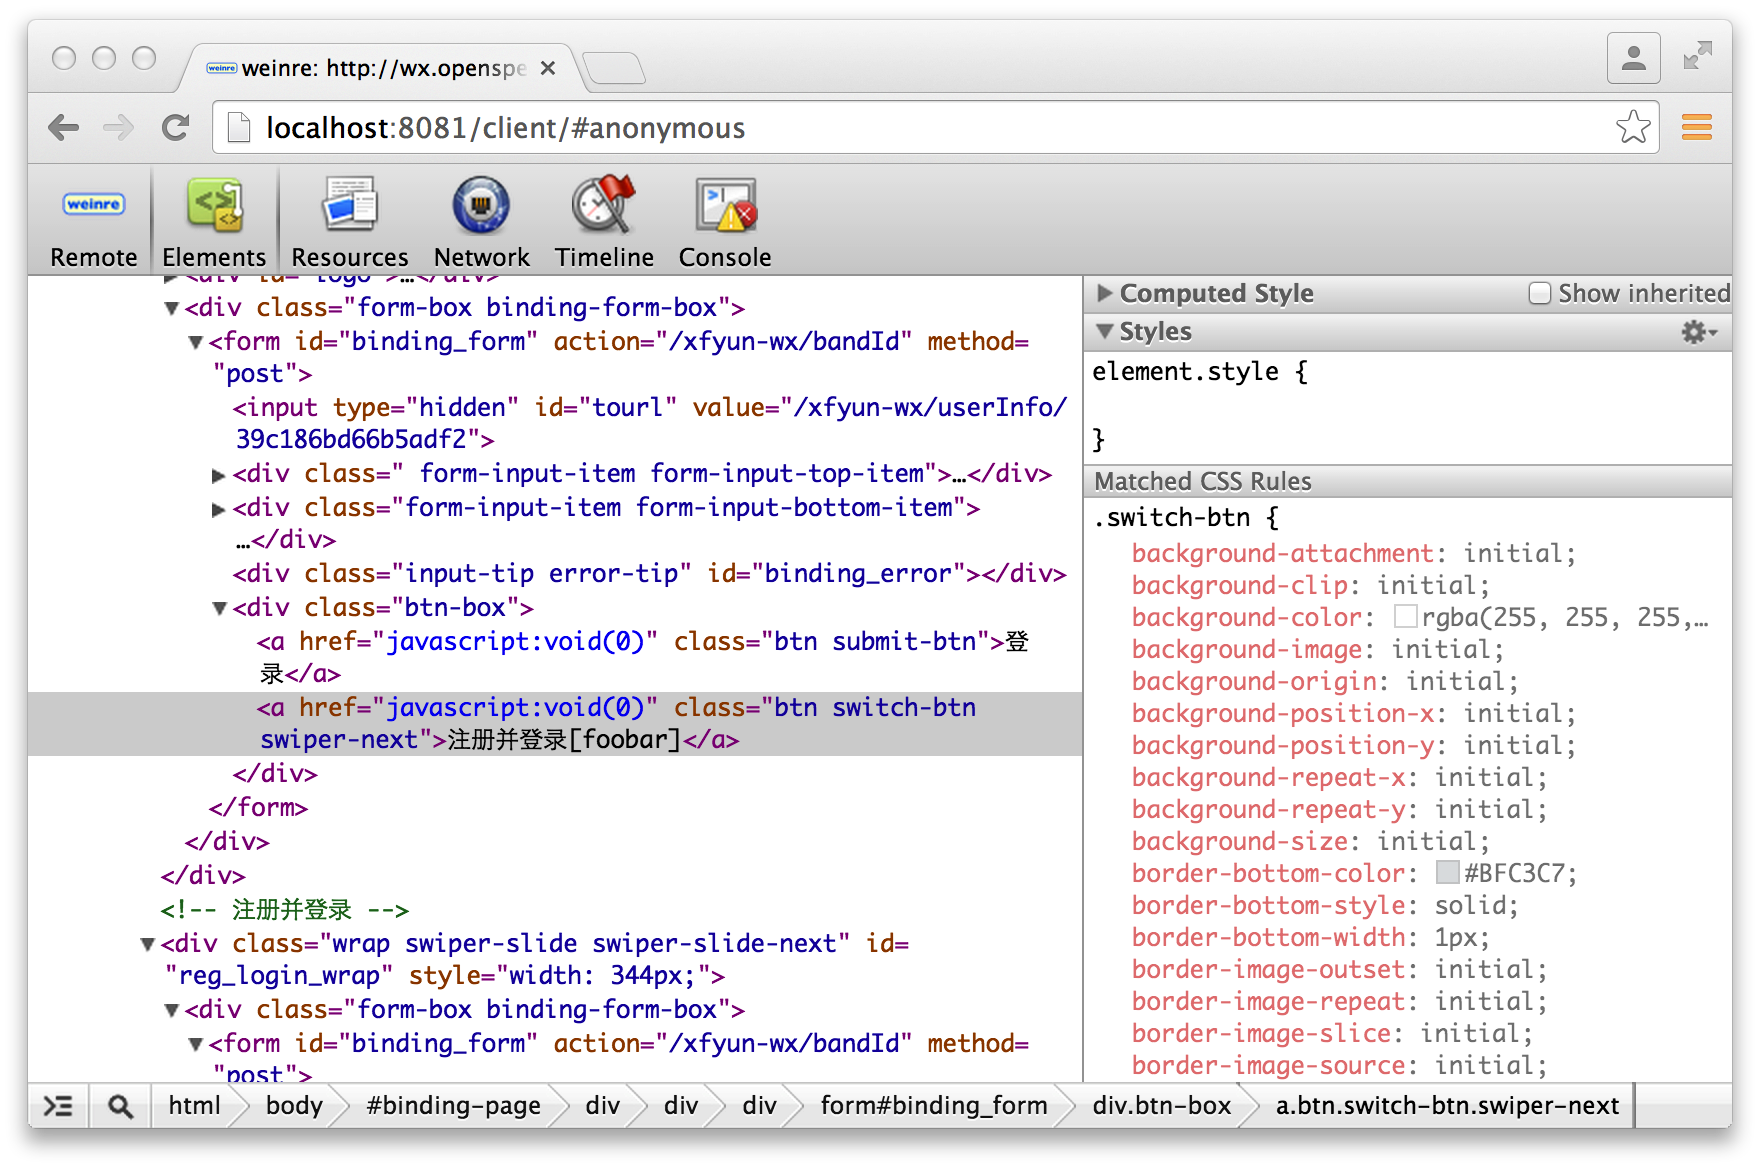 weinre weinre: http://wx.openspe
localhost:8081/client/#anonymous
weinre
Remote Elements Resources Network Timeline Console
<div id="logo">…</div>
<div class="form-box binding-form-box">
<form id="binding_form" action="/xfyun-wx/bandId" method=
"post">
<input type="hidden" id="tourl" value="/xfyun-wx/userInfo/
39c186bd66b5adf2">
<div class=" form-input-item form-input-top-item">…</div>
<div class="form-input-item form-input-bottom-item">
…</div>
<div class="input-tip error-tip" id="binding_error"></div>
<div class="btn-box">
<a href="javascript:void(0)" class="btn submit-btn">登
录</a>
<a href="javascript:void(0)" class="btn switch-btn
swiper-next">注册并登录[foobar]</a>
</div>
</form>
</div>
</div>
<!-- 注册并登录 -->
<div class="wrap swiper-slide swiper-slide-next" id=
"reg_login_wrap" style="width: 344px;">
<div class="form-box binding-form-box">
<form id="binding_form" action="/xfyun-wx/bandId" method=
"post">
Computed Style Show inherited
Styles
element.style {
}
Matched CSS Rules
.switch-btn {
background-attachment: initial;
background-clip: initial;
background-color: rgba(255, 255, 255,…
background-image: initial;
background-origin: initial;
background-position-x: initial;
background-position-y: initial;
background-repeat-x: initial;
background-repeat-y: initial;
background-size: initial;
border-bottom-color: #BFC3C7;
border-bottom-style: solid;
border-bottom-width: 1px;
border-image-outset: initial;
border-image-repeat: initial;
border-image-slice: initial;
border-image-source: initial;
html body #binding-page div div div form#binding_form div.btn-box a.btn.switch-btn.swiper-next